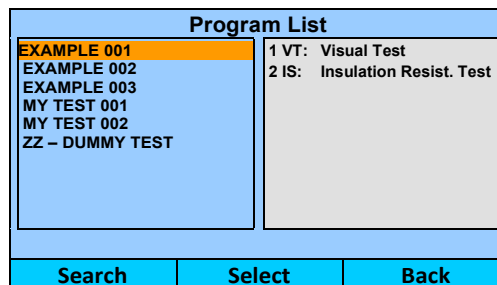 Program List
EXAMPLE 001
EXAMPLE 002
EXAMPLE 003
MY TEST 001
MY TEST 002
ZZ – DUMMY TEST
1 VT: Visual Test
2 IS: Insulation Resist. Test
Search Select Back